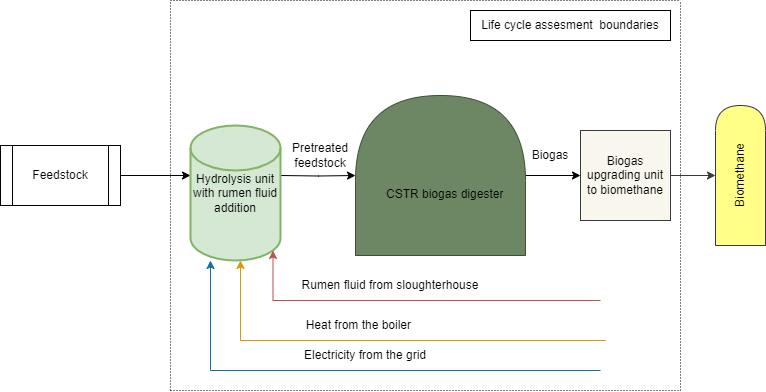 Life cycle assesment boundaries
Feedstock
Hydrolysis unit
with rumen fluid
addition
Pretreated
feedstock
CSTR biogas digester
Biogas
Biogas
upgrading unit
to biomethane
Biomethane
Rumen fluid from sloughterhouse
Heat from the boiler
Electricity from the grid